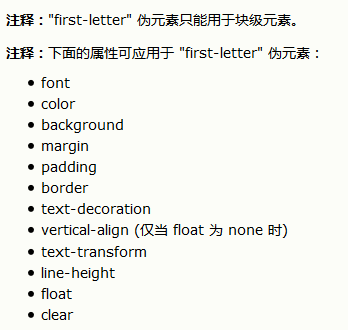 注释："first-letter" 伪元素只能用于块级元素。
注释：下面的属性可应用于 "first-letter" 伪元素：
• font
• color
• background
• margin
• padding
• border
• text-decoration
• vertical-align (仅当 float 为 none 时)
• text-transform
• line-height
• float
• clear